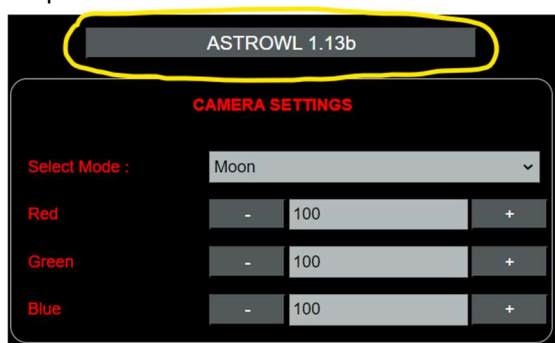 ASTROWL 1.13b
CAMERA SETTINGS
Select Mode : Moon
Red - 100 +
Green - 100 +
Blue - 100 +